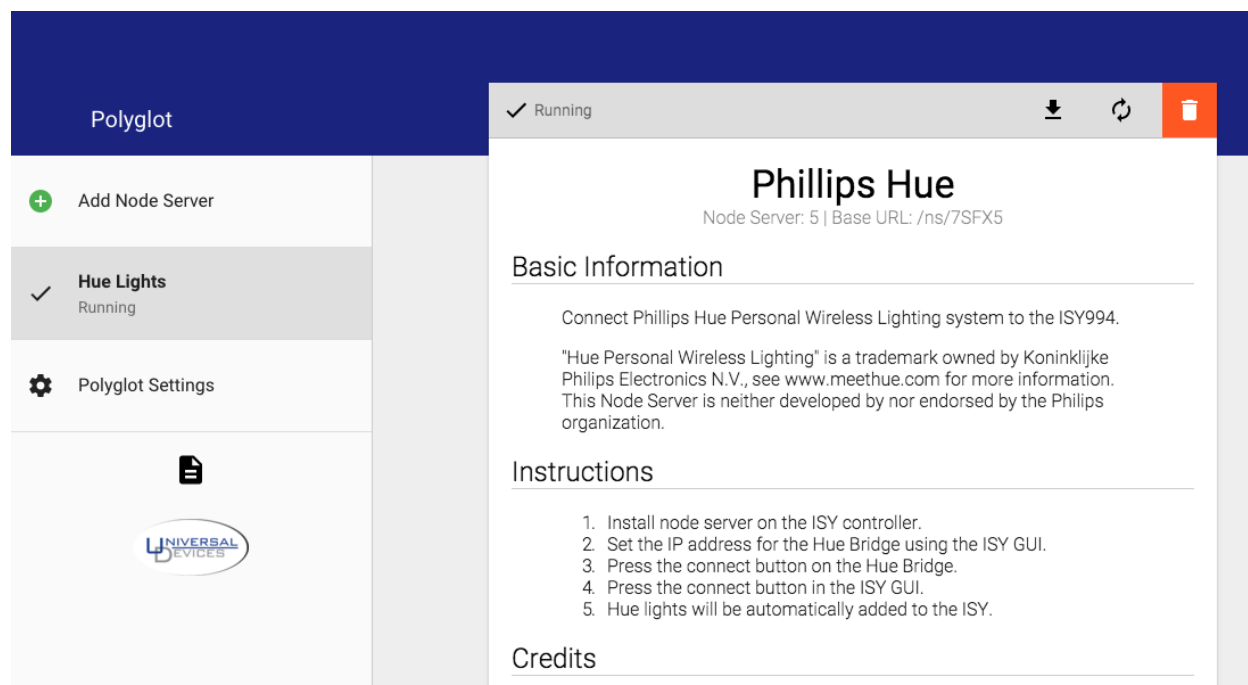 Polyglot
Add Node Server
Hue Lights
Running
Polyglot Settings
UNIVERSAL
DEVICES
Running
Phillips Hue
Node Server: 5 | Base URL: /ns/7SFX5
Basic Information
Connect Phillips Hue Personal Wireless Lighting system to the ISY994.
"Hue Personal Wireless Lighting" is a trademark owned by Koninklijke
Philips Electronics N.V., see www.meethue.com for more information.
This Node Server is neither developed by nor endorsed by the Philips
organization.
Instructions
1. Install node server on the ISY controller.
2. Set the IP address for the Hue Bridge using the ISY GUI.
3. Press the connect button on the Hue Bridge.
4. Press the connect button in the ISY GUI.
5. Hue lights will be automatically added to the ISY.
Credits